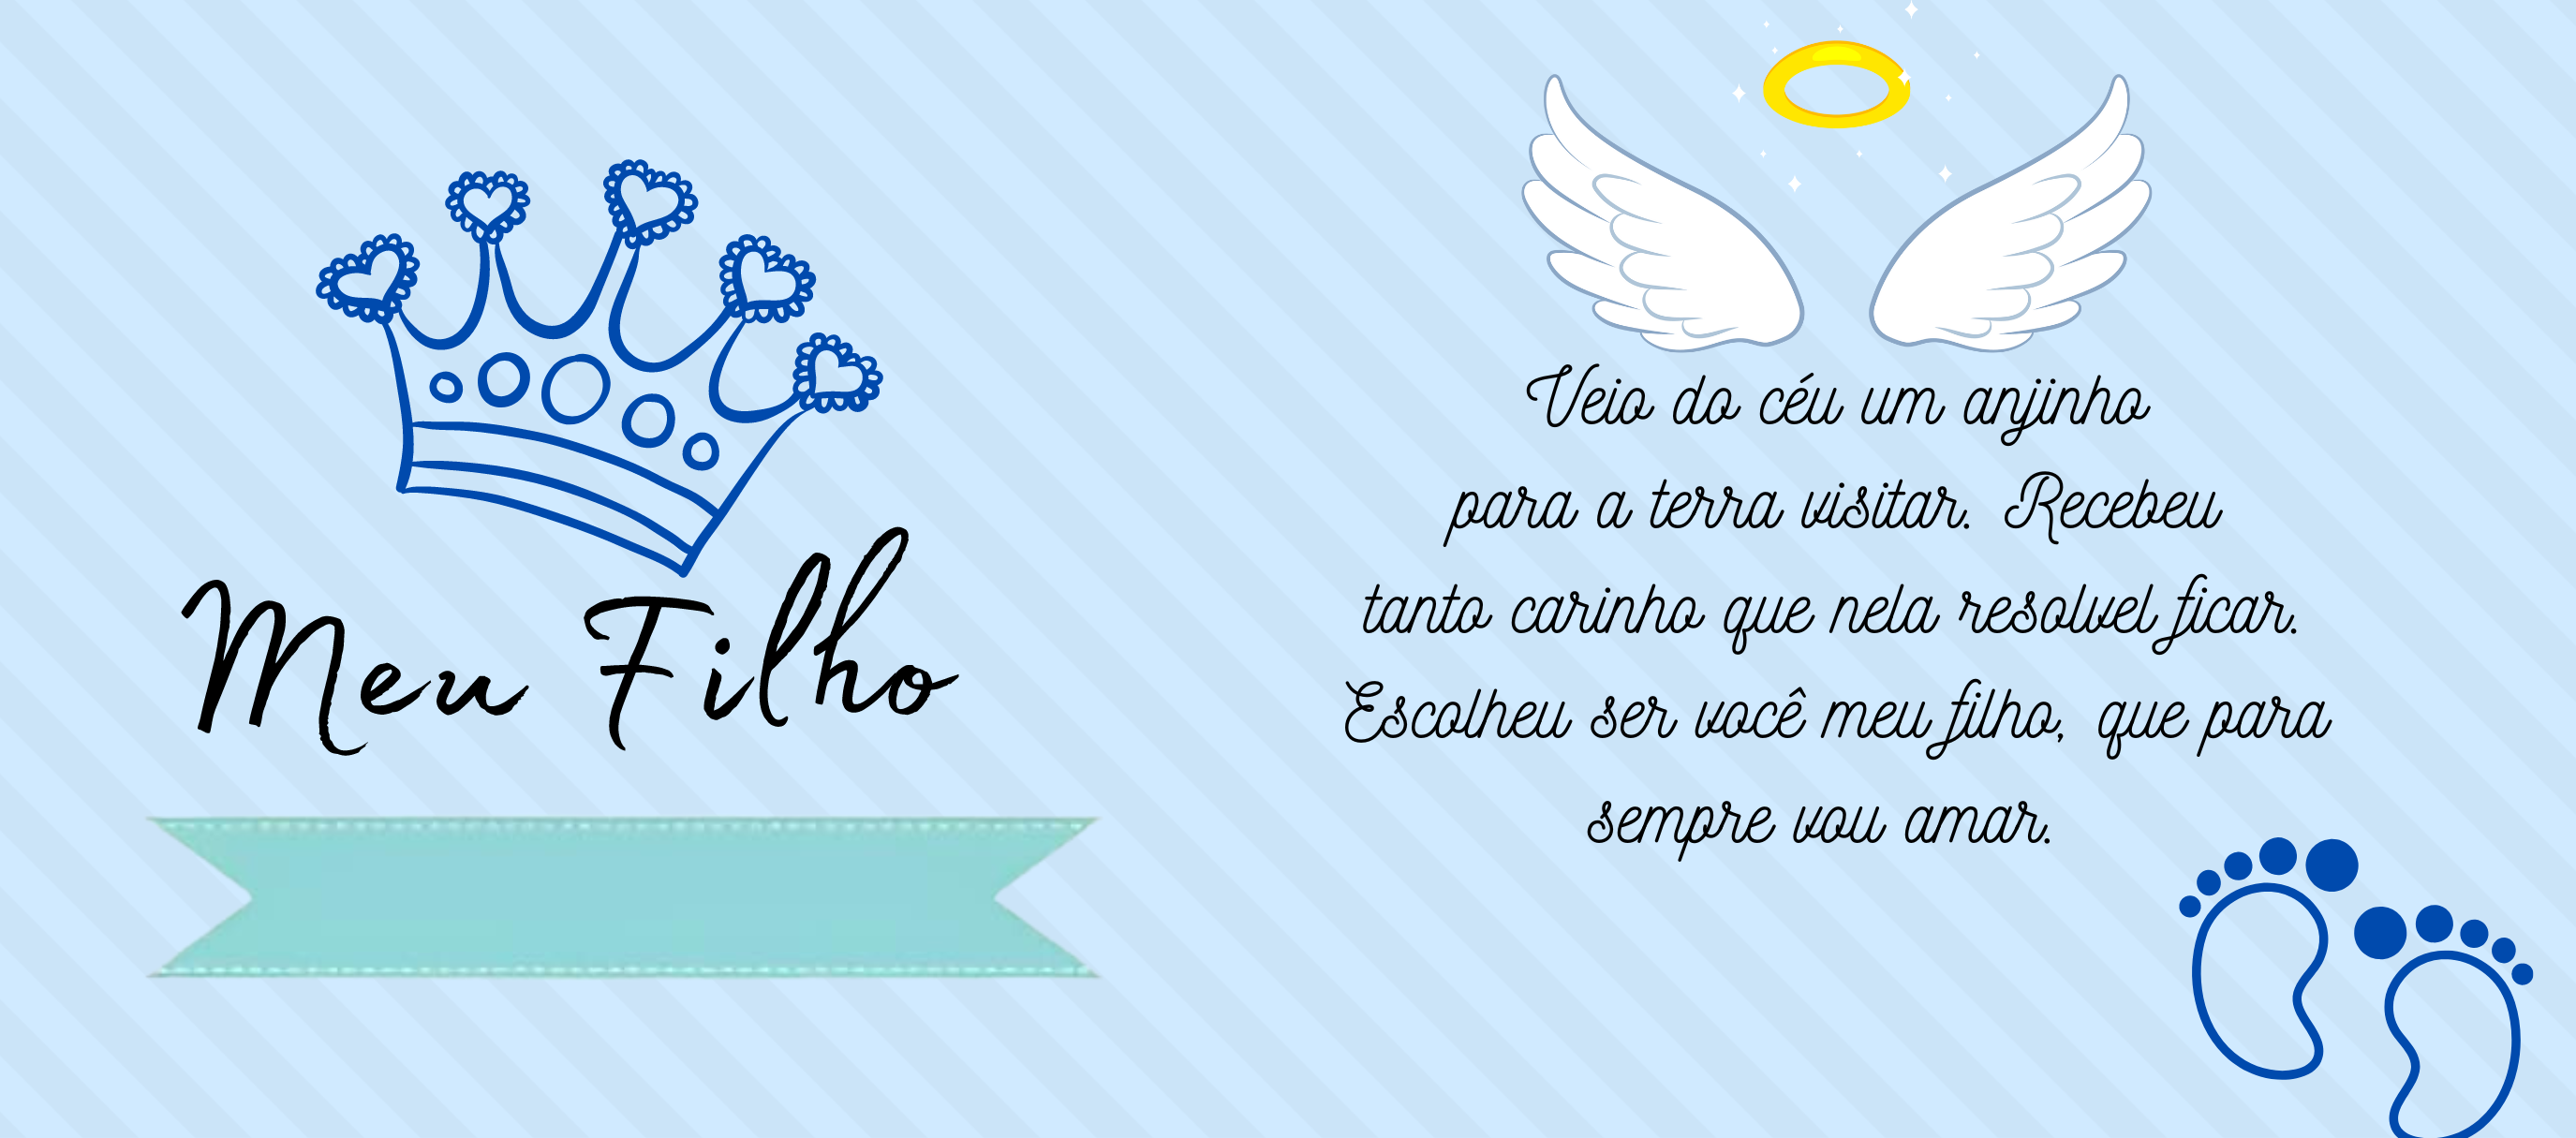 Meu Filho
Veio do céu um anjinho
para a terra visitar. Recebeu
tanto carinho que nela resolvel ficar.
Escolheu ser você meu filho, que para
sempre vou amar.